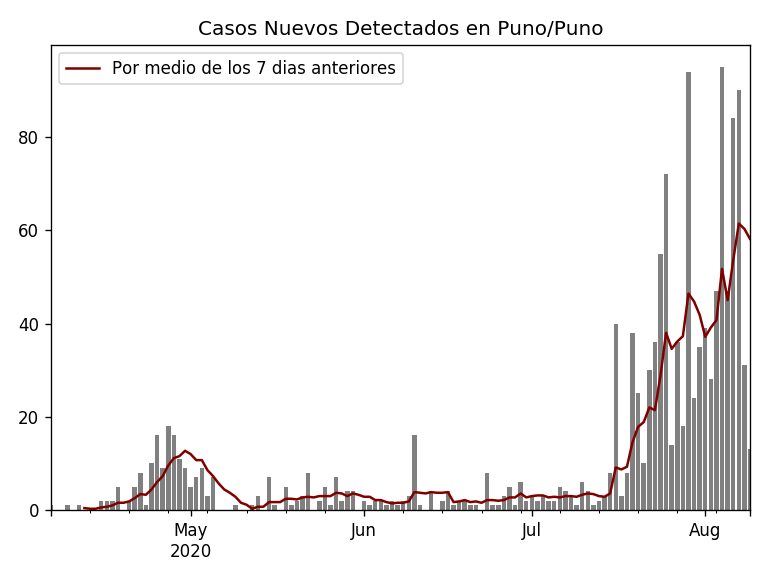 Casos Nuevos Detectados en Puno/Puno
Por medio de los 7 dias anteriores
80
60
40
20
0
May
2020
Jun
Jul
Aug